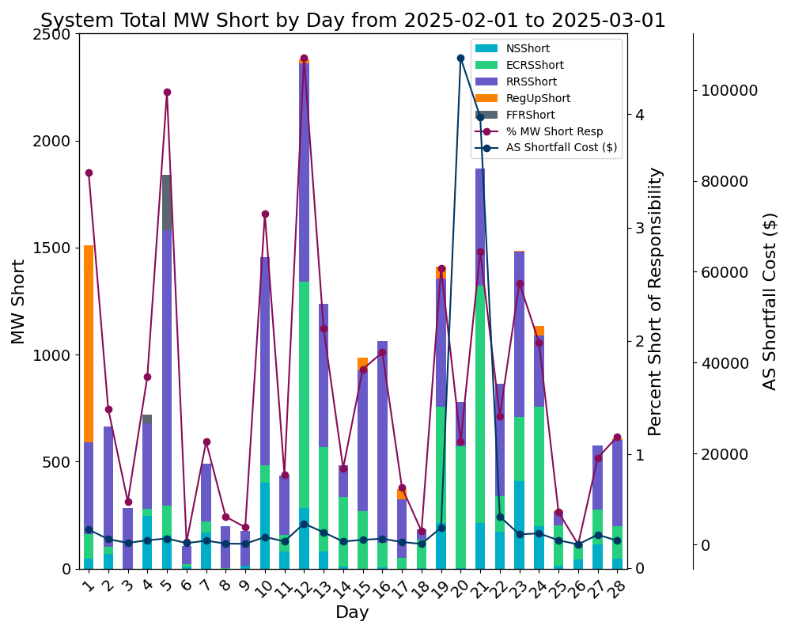 System Total MW Short by Day from 2025-02-01 to 2025-03-01
NSShort
ECRSShort
RRSShort
RegUpShort
FFRShort
% MW Short Resp
AS Shortfall Cost ($)
MW Short
2500
2000
1500
1000
500
0
4
3
2
1
0
Percent Short of Responsibility
100000
80000
60000
40000
20000
0
AS Shortfall Cost ($)
1 2 3 4 5 6 7 8 9 10 11 12 13 14 15 16 17 18 19 20 21 22 23 24 25 26 27 28
Day